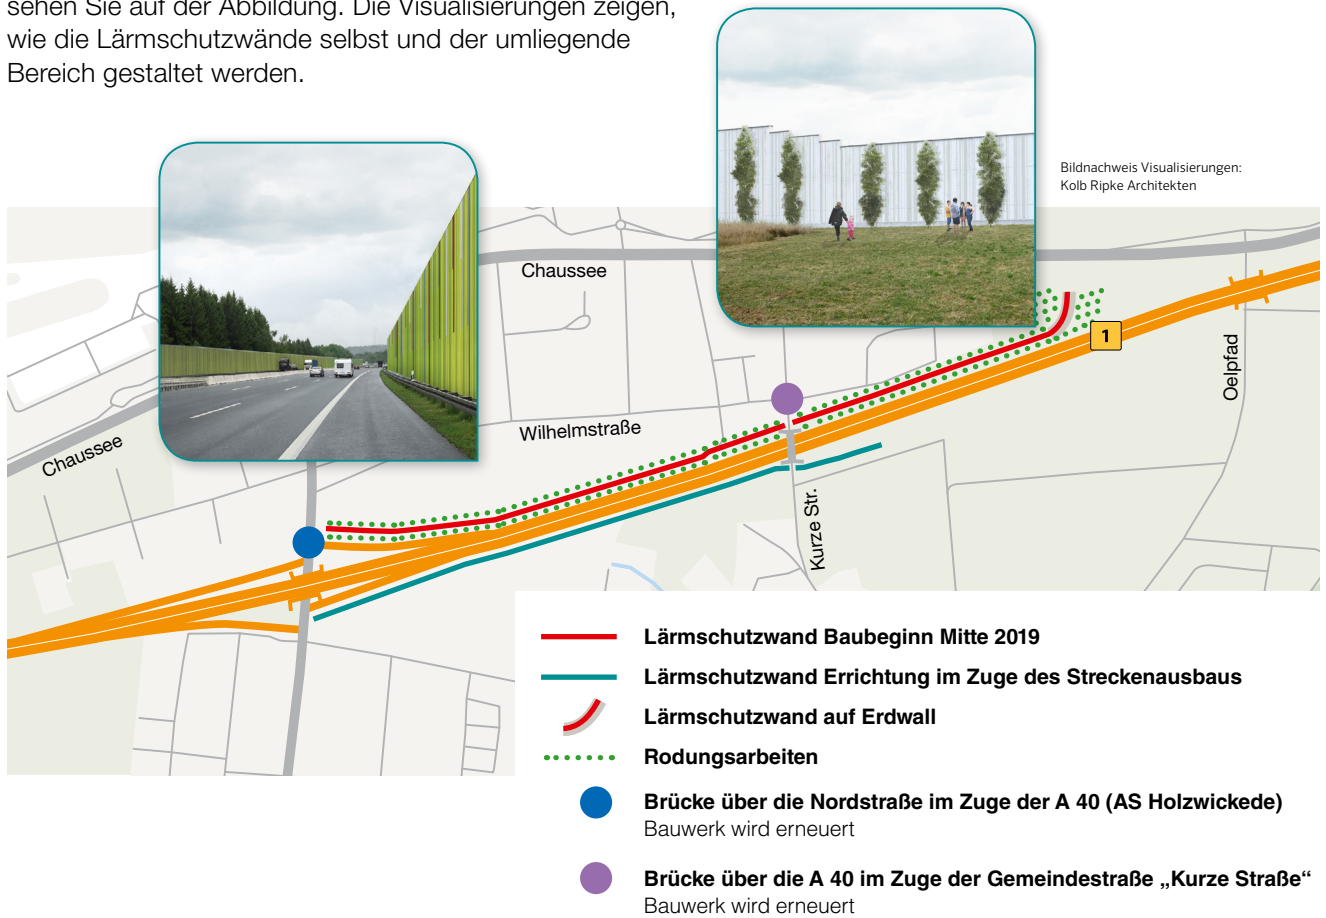 sehen Sie auf der Abbildung. Die Visualisierungen zeigen,
wie die Lärmschutzwände selbst und der umliegende
Bereich gestaltet werden.
Bildnachweis Visualisierungen:
Kolb Ripke Architekten
Chaussee
1
Oelpfad
Wilhelmstraße
Chaussee
Kurze Str.
Lärmschutzwand Baubeginn Mitte 2019
Lärmschutzwand Errichtung im Zuge des Streckenausbaus
Lärmschutzwand auf Erdwall
Rodungsarbeiten
Brücke über die Nordstraße im Zuge der A 40 (AS Holzwickede)
Bauwerk wird erneuert
Brücke über die A 40 im Zuge der Gemeindestraße „Kurze Straße“
Bauwerk wird erneuert